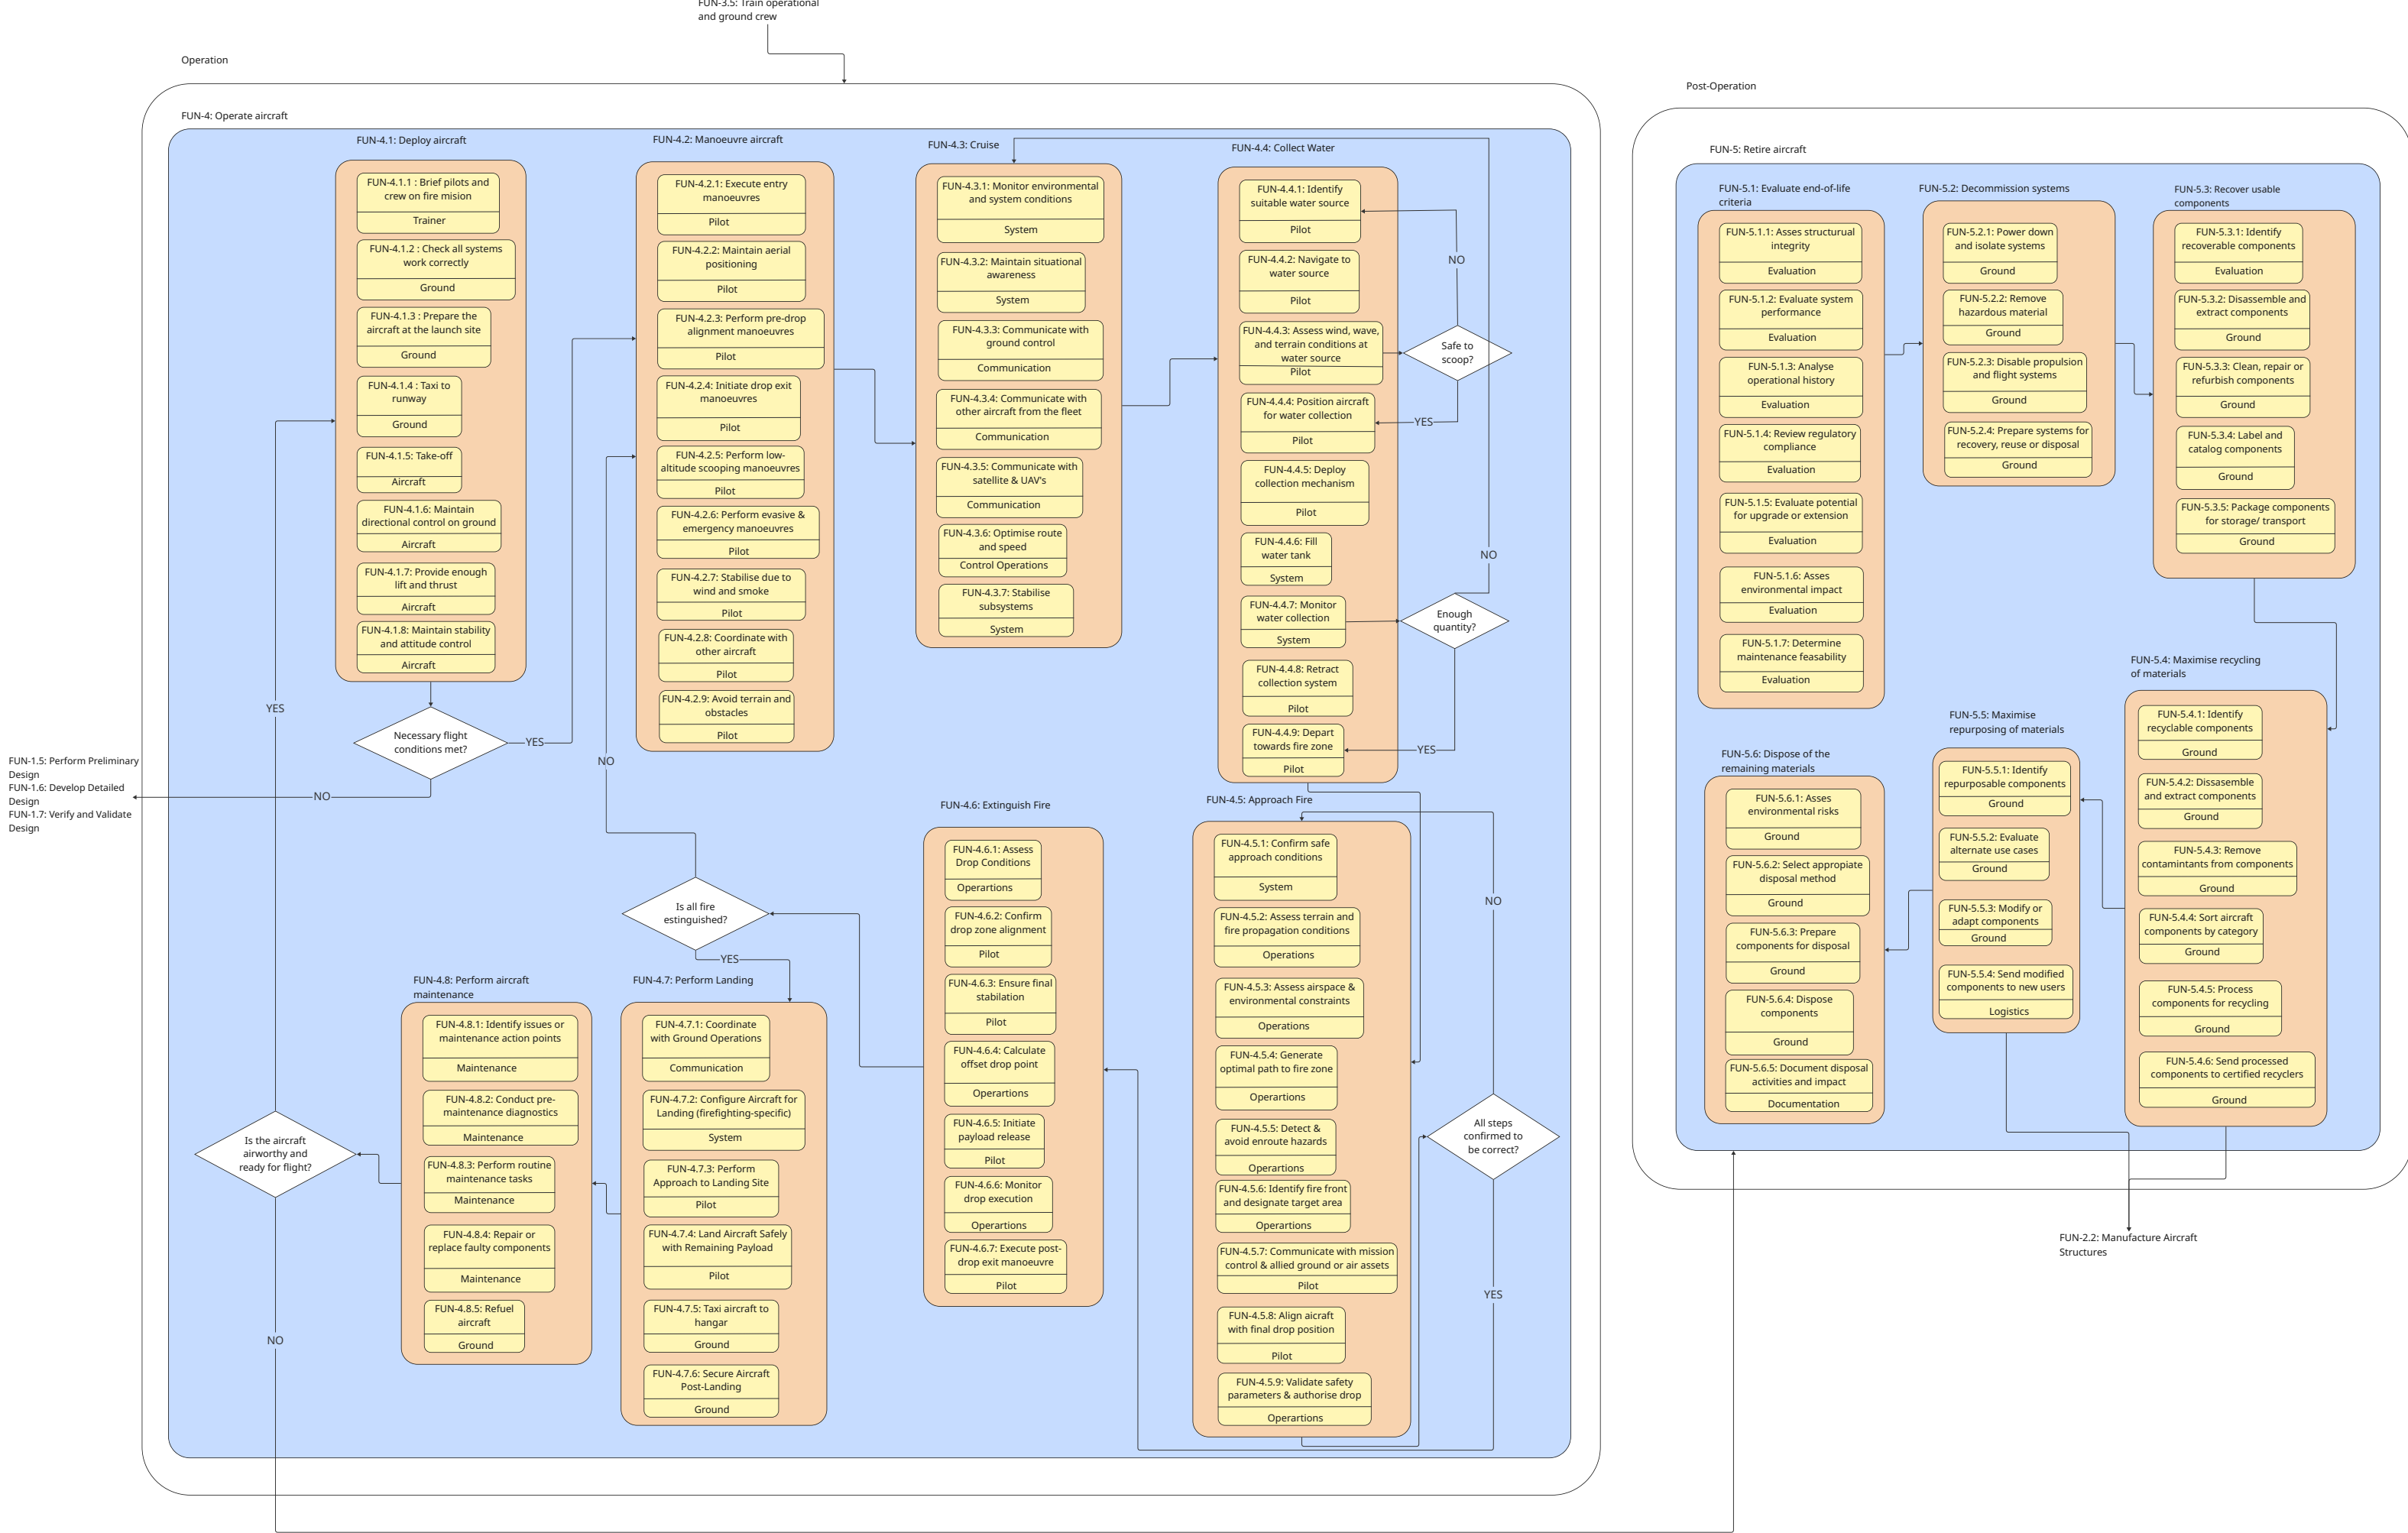 FUN-3.5: Train operational
and ground crew
Operation
FUN-4: Operate aircraft
FUN-4.1: Deploy aircraft
FUN-4.1.1 : Brief pilots and
crew on fire mision
Trainer
FUN-4.1.2 : Check all systems
work correctly
Ground
FUN-4.1.3 : Prepare the
aircraft at the launch site
Ground
FUN-4.1.4 : Taxi to
runway
Ground
FUN-4.1.5: Take-off
Aircraft
FUN-4.1.6: Maintain
directional control on ground
Aircraft
FUN-4.1.7: Provide enough
lift and thrust
Aircraft
FUN-4.1.8: Maintain stability
and attitude control
Aircraft
Necessary flight
conditions met?
YES
NO
FUN-1.5: Perform Preliminary
Design
FUN-1.6: Develop Detailed
Design
FUN-1.7: Verify and Validate
Design
FUN-4.2: Manoeuvre aircraft
FUN-4.2.1: Execute entry
manoeuvres
Pilot
FUN-4.2.2: Maintain aerial
positioning
Pilot
FUN-4.2.3: Perform pre-drop
alignment manoeuvres
Pilot
FUN-4.2.4: Initiate drop exit
manoeuvres
Pilot
FUN-4.2.5: Perform low-
altitude scooping manoeuvres
Pilot
FUN-4.2.6: Perform evasive &
emergency manoeuvres
Pilot
FUN-4.2.7: Stabilise due to
wind and smoke
Pilot
FUN-4.2.8: Coordinate with
other aircraft
Pilot
FUN-4.2.9: Avoid terrain and
obstacles
Pilot
FUN-4.3: Cruise
FUN-4.3.1: Monitor environmental
and system conditions
System
FUN-4.3.2: Maintain situational
awareness
System
FUN-4.3.3: Communicate with
ground control
Communication
FUN-4.3.4: Communicate with
other aircraft from the fleet
Communication
FUN-4.3.5: Communicate with
satellite & UAV's
Communication
FUN-4.3.6: Optimise route
and speed
Control Operations
FUN-4.3.7: Stabilise
subsystems
System
FUN-4.4: Collect Water
FUN-4.4.1: Identify
suitable water source
Pilot
FUN-4.4.2: Navigate to
water source
Pilot
FUN-4.4.3: Assess wind, wave,
and terrain conditions at
water source
Pilot
FUN-4.4.4: Position aircraft
for water collection
Pilot
FUN-4.4.5: Deploy
collection mechanism
Pilot
FUN-4.4.6: Fill
water tank
System
FUN-4.4.7: Monitor
water collection
System
FUN-4.4.8: Retract
collection system
Pilot
FUN-4.4.9: Depart
towards fire zone
Pilot
NO
Safe to
scoop?
YES
NO
Enough
quantity?
YES
FUN-4.5: Approach Fire
FUN-4.5.1: Confirm safe
approach conditions
System
FUN-4.5.2: Assess terrain and
fire propagation conditions
Operations
FUN-4.5.3: Assess airspace &
environmental constraints
Operations
FUN-4.5.4: Generate
optimal path to fire zone
Operartions
FUN-4.5.5: Detect &
avoid enroute hazards
Operartions
FUN-4.5.6: Identify fire front
and designate target area
Operartions
FUN-4.5.7: Communicate with mission
control & allied ground or air assets
Pilot
FUN-4.5.8: Align aicraft
with final drop position
Pilot
FUN-4.5.9: Validate safety
parameters & authorise drop
Operartions
NO
All steps
confirmed to
be correct?
YES
FUN-4.6: Extinguish Fire
FUN-4.6.1: Assess
Drop Conditions
Operartions
FUN-4.6.2: Confirm
drop zone alignment
Pilot
FUN-4.6.3: Ensure final
stabilation
Pilot
FUN-4.6.4: Calculate
offset drop point
Operartions
FUN-4.6.5: Initiate
payload release
Pilot
FUN-4.6.6: Monitor
drop execution
Operartions
FUN-4.6.7: Execute post-
drop exit manoeuvre
Pilot
NO
Is all fire
estinguished?
YES
FUN-4.7: Perform Landing
FUN-4.7.1: Coordinate
with Ground Operations
Communication
FUN-4.7.2: Configure Aircraft for
Landing (firefighting-specific)
System
FUN-4.7.3: Perform
Approach to Landing Site
Pilot
FUN-4.7.4: Land Aircraft Safely
with Remaining Payload
Pilot
FUN-4.7.5: Taxi aircraft to
hangar
Ground
FUN-4.7.6: Secure Aircraft
Post-Landing
Ground
FUN-4.8: Perform aircraft
maintenance
FUN-4.8.1: Identify issues or
maintenance action points
Maintenance
FUN-4.8.2: Conduct pre-
maintenance diagnostics
Maintenance
FUN-4.8.3: Perform routine
maintenance tasks
Maintenance
FUN-4.8.4: Repair or
replace faulty components
Maintenance
FUN-4.8.5: Refuel
aircraft
Ground
YES
Is the aircraft
airworthy and
ready for flight?
NO
Post-Operation
FUN-5: Retire aircraft
FUN-5.1: Evaluate end-of-life
criteria
FUN-5.1.1: Asses structurural
integrity
Evaluation
FUN-5.1.2: Evaluate system
performance
Evaluation
FUN-5.1.3: Analyse
operational history
Evaluation
FUN-5.1.4: Review regulatory
compliance
Evaluation
FUN-5.1.5: Evaluate potential
for upgrade or extension
Evaluation
FUN-5.1.6: Asses
environmental impact
Evaluation
FUN-5.1.7: Determine
maintenance feasability
Evaluation
FUN-5.2: Decommission systems
FUN-5.2.1: Power down
and isolate systems
Ground
FUN-5.2.2: Remove
hazardous material
Ground
FUN-5.2.3: Disable propulsion
and flight systems
Ground
FUN-5.2.4: Prepare systems for
recovery, reuse or disposal
Ground
FUN-5.3: Recover usable
components
FUN-5.3.1: Identify
recoverable components
Evaluation
FUN-5.3.2: Disassemble and
extract components
Ground
FUN-5.3.3: Clean, repair or
refurbish components
Ground
FUN-5.3.4: Label and
catalog components
Ground
FUN-5.3.5: Package components
for storage/ transport
Ground
FUN-5.4: Maximise recycling
of materials
FUN-5.4.1: Identify
recyclable components
Ground
FUN-5.4.2: Dissasemble
and extract components
Ground
FUN-5.4.3: Remove
contamintants from components
Ground
FUN-5.4.4: Sort aircraft
components by category
Ground
FUN-5.4.5: Process
components for recycling
Ground
FUN-5.4.6: Send processed
components to certified recyclers
Ground
FUN-5.5: Maximise
repurposing of materials
FUN-5.5.1: Identify
repurposable components
Ground
FUN-5.5.2: Evaluate
alternate use cases
Ground
FUN-5.5.3: Modify or
adapt components
Ground
FUN-5.5.4: Send modified
components to new users
Logistics
FUN-5.6: Dispose of the
remaining materials
FUN-5.6.1: Asses
environmental risks
Ground
FUN-5.6.2: Select appropiate
disposal method
Ground
FUN-5.6.3: Prepare
components for disposal
Ground
FUN-5.6.4: Dispose
components
Ground
FUN-5.6.5: Document disposal
activities and impact
Documentation
FUN-2.2: Manufacture Aircraft
Structures